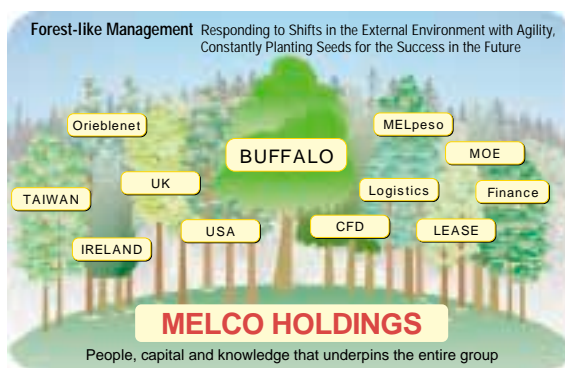 Forest-like Management Responding to Shifts in the External Environment with Agility,
Constantly Planting Seeds for the Success in the Future
Orieblenet
MELpeso
BUFFALO
MOE
UK
Logistics
Finance
TAIWAN
USA
CFD
LEASE
IRELAND
MELCO HOLDINGS
People, capital and knowledge that underpins the entire group